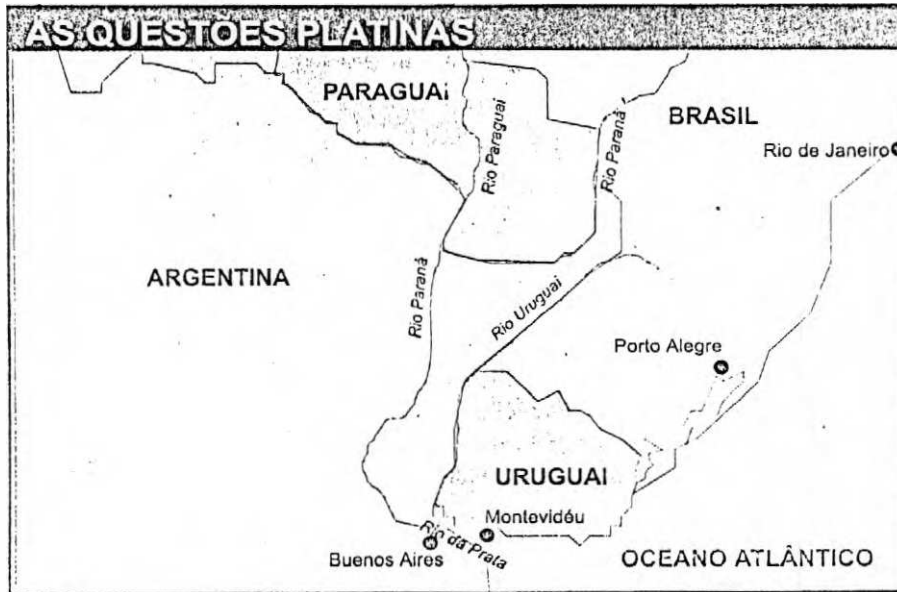 AS QUESTÕES PLATINAS
PARAGUAI
BRASIL
Rio Paraguai
Rio Paraná
Rio de Janeiro
ARGENTINA
Rio Paraná
Rio Uruguai
Porto Alegre
URUGUAI
Montevidéu
Rio da Prata
Buenos Aires
OCEANO ATLÂNTICO